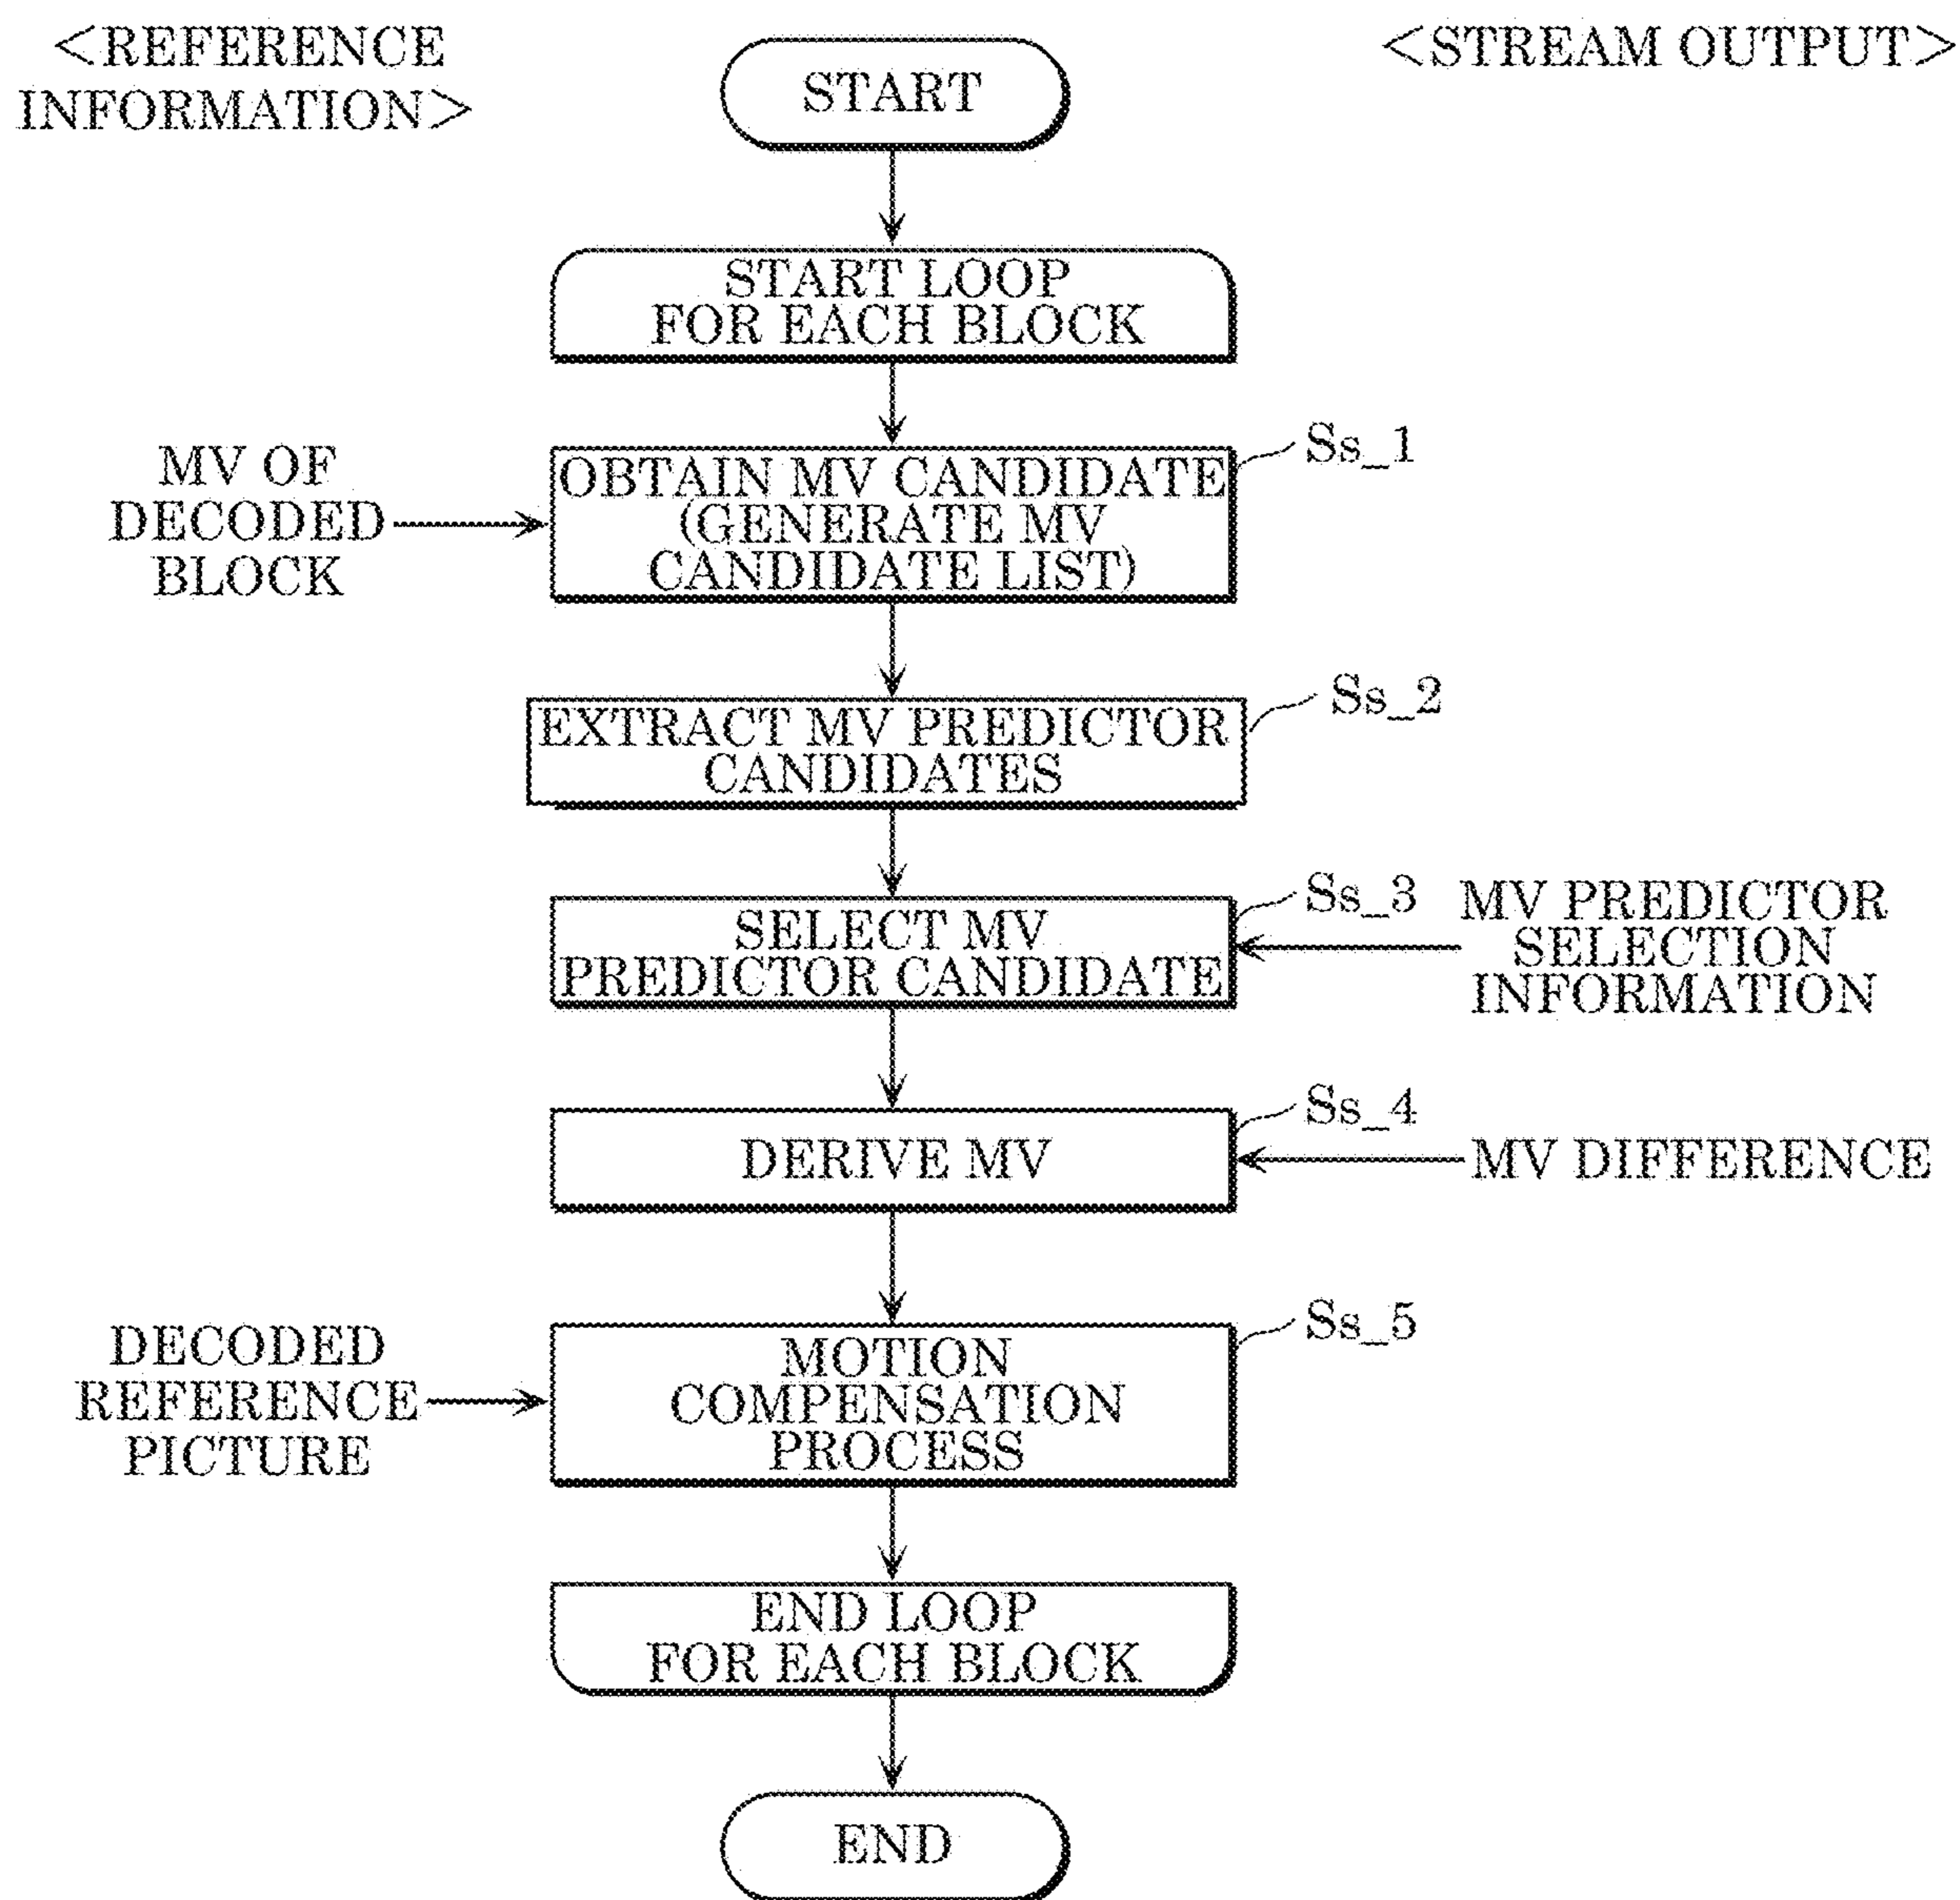 <REFERENCE
INFORMATION>
<STREAM OUTPUT>
START
START LOOP
FOR EACH BLOCK
MV OF
DECODED
BLOCK
OBTAIN MV CANDIDATE
(GENERATE MV
CANDIDATE LIST)
Ss_1
EXTRACT MV PREDICTOR
CANDIDATES
Ss_2
SELECT MV
PREDICTOR CANDIDATE
Ss_3
MV PREDICTOR
SELECTION
INFORMATION
DERIVE MV
Ss_4
MV DIFFERENCE
DECODED
REFERENCE
PICTURE
MOTION
COMPENSATION
PROCESS
Ss_5
END LOOP
FOR EACH BLOCK
END